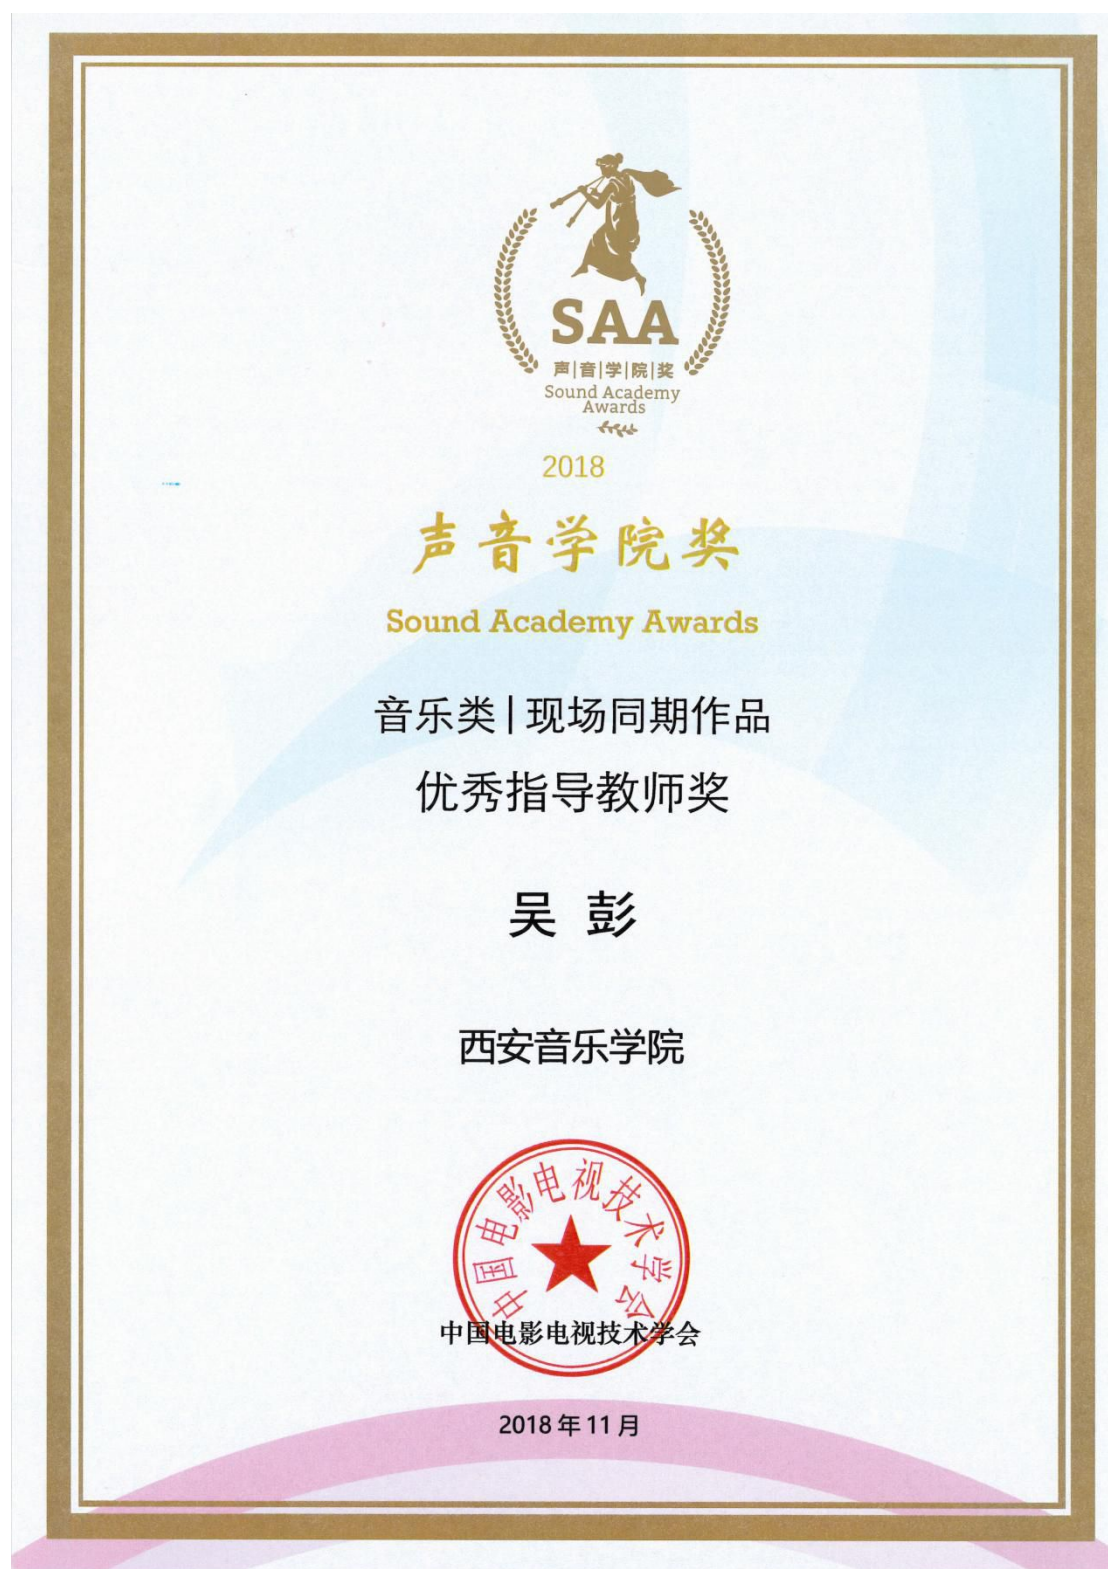 SAA
声|音|学|院|奖
Sound Academy
Awards
2018
声音学院奖
Sound Academy Awards
音乐类|现场同期作品
优秀指导教师奖
吴 彭
西安音乐学院
中国电影电视技术学会
中国电影电视技术学会
2018年11月